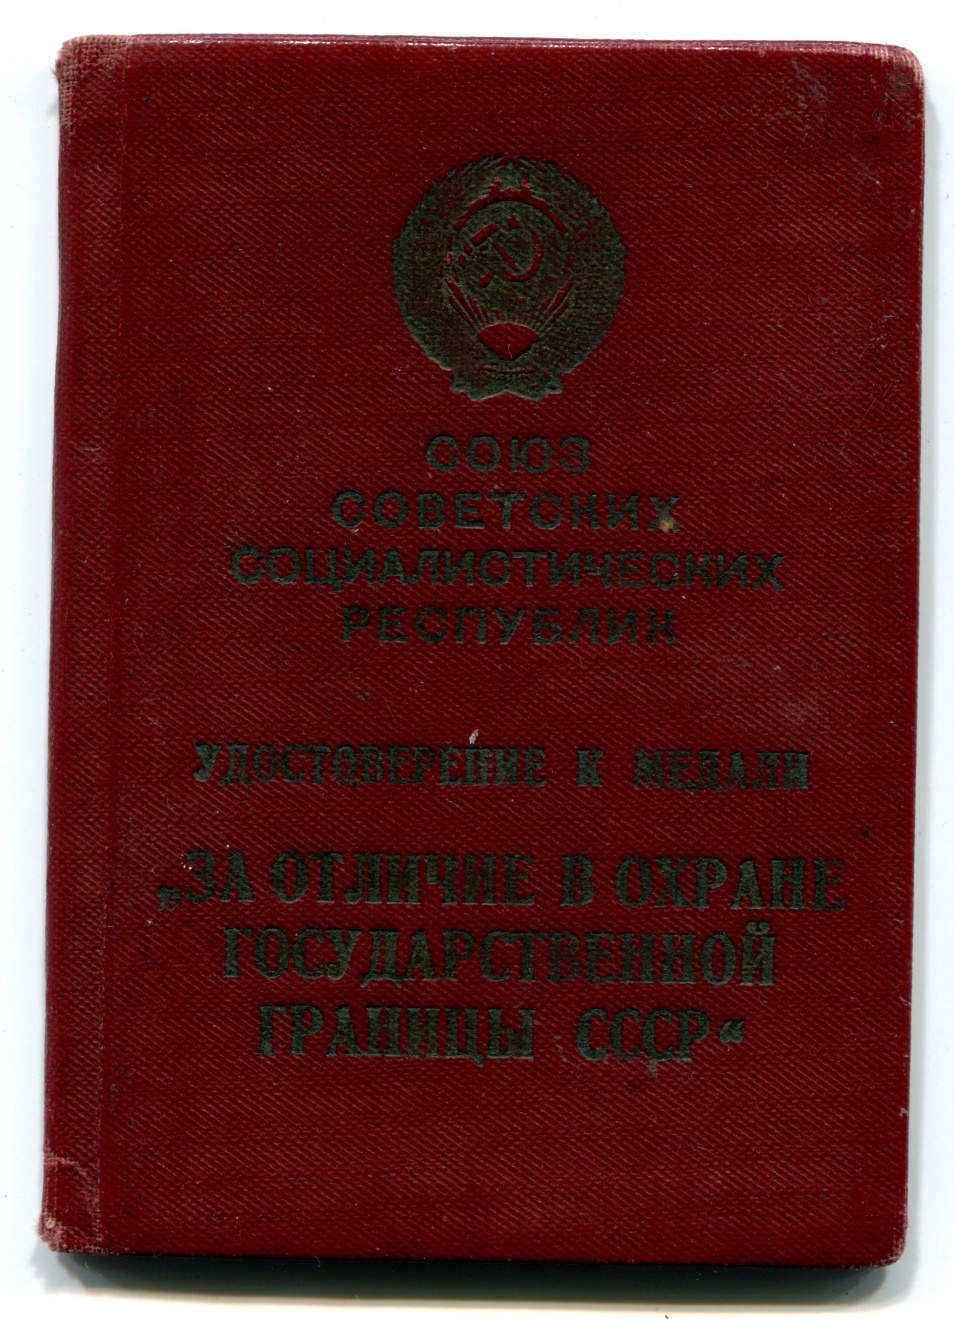 СОЮЗ
СОВЕТСКИХ
СОЦИАЛИСТИЧЕСКИХ
РЕСПУБЛИК
УДОСТОВЕРЕНИЕ К МЕДАЛИ
„ЗА ОТЛИЧИЕ В ОХРАНЕ
ГОСУДАРСТВЕННОЙ
ГРАНИЦЫ СССР“